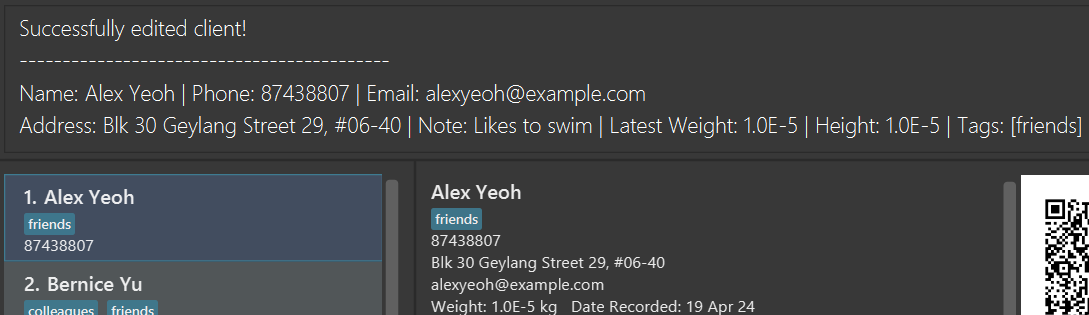 Successfully edited client!
-------------------------------------------
Name: Alex Yeoh | Phone: 87438807 | Email: alexyeoh@example.com
Address: Blk 30 Geylang Street 29, #06-40 | Note: Likes to swim | Latest Weight: 1.0E-5 | Height: 1.0E-5 | Tags: [friends]
1. Alex Yeoh
friends
87438807
2. Bernice Yu
colleagues friends
Alex Yeoh
friends
87438807
Blk 30 Geylang Street 29, #06-40
alexyeoh@example.com
Weight: 1.0E-5 kg Date Recorded: 19 Apr 24